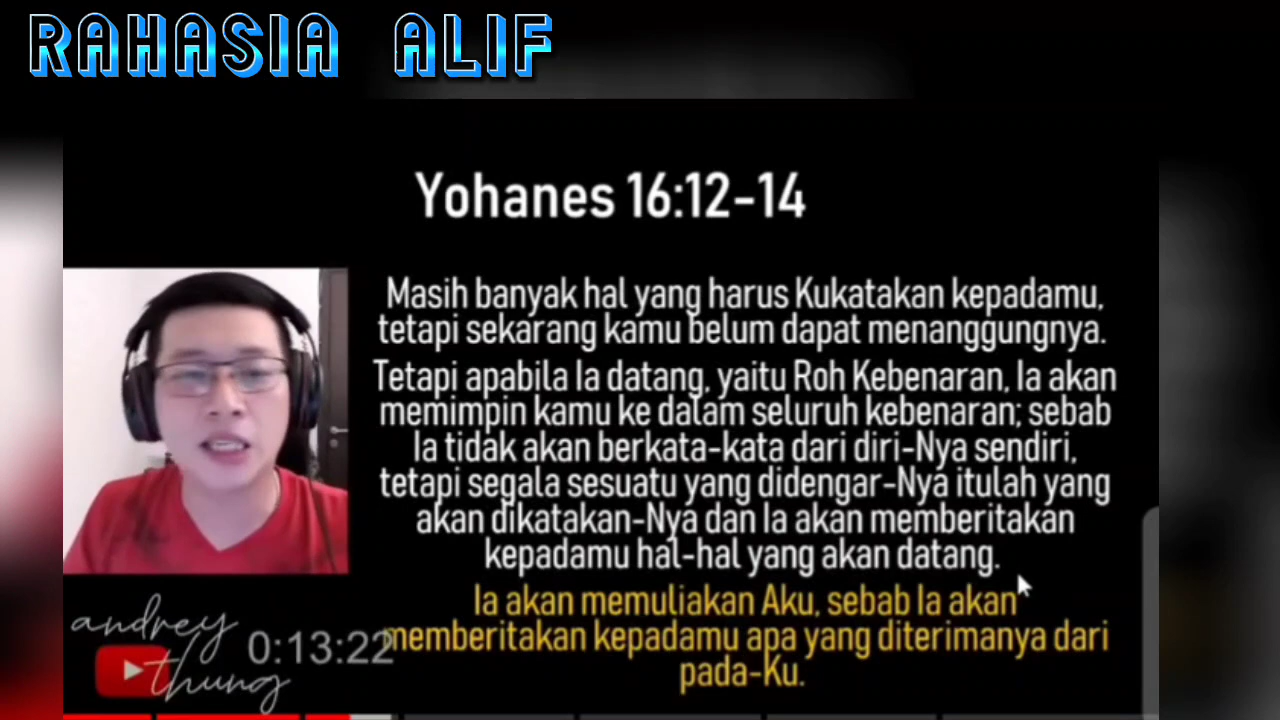 RAHASIA ALIF
Yohanes 16:12-14
Masih banyak hal yang harus Kukatakan kepadamu,
tetapi sekarang kamu belum dapat menanggungnya.
Tetapi apabila Ia datang, yaitu Roh Kebenaran, Ia akan
memimpin kamu ke dalam seluruh kebenaran; sebab
Ia tidak akan berkata-kata dari diri-Nya sendiri,
tetapi segala sesuatu yang didengar-Nya itulah yang
akan dikatakan-Nya dan Ia akan memberitakan
kepadamu hal-hal yang akan datang.
Ia akan memuliakan Aku, sebab Ia akan
memberitakan kepadamu apa yang diterimanya dari
pada-Ku.
andrey
thung
0:13:22